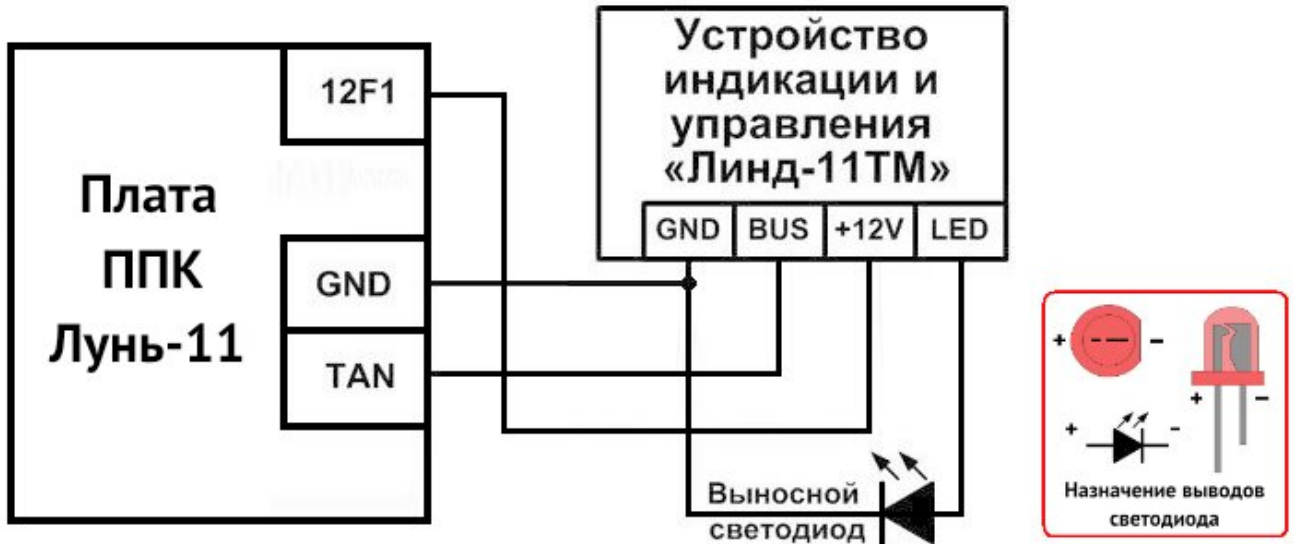 Плата
ППК
Лунь-11
12F1
GND
TAN
Устройство
индикации и
управления
«Линд-11ТМ»
GND BUS +12V LED
Выносной
светодиод
+ - -
+ -
+ -
Назначение выводов
светодиода